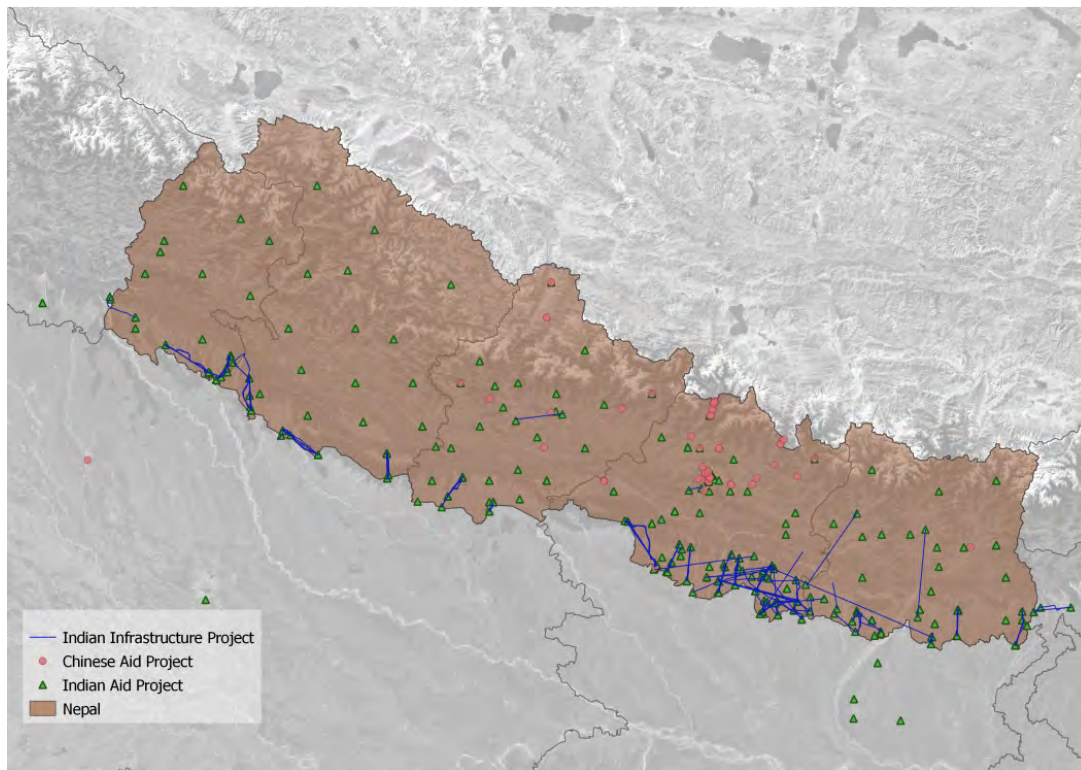 Indian Infrastructure Project
Chinese Aid Project
Indian Aid Project
Nepal